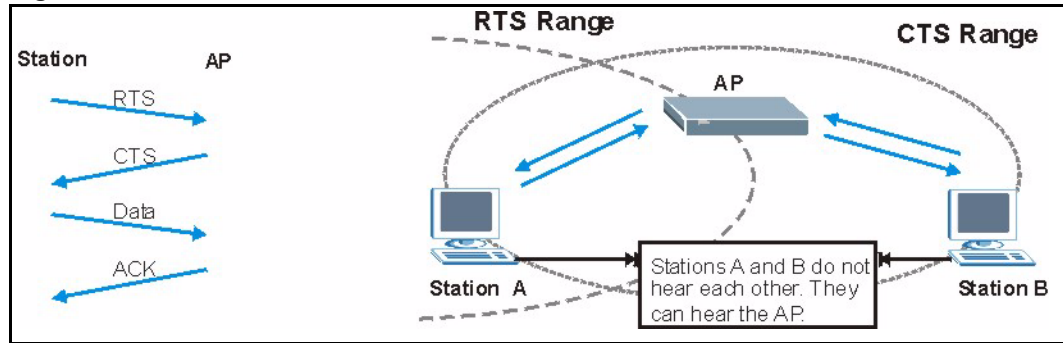 Station
AP
RTS
CTS
Data
ACK
RTS Range
CTS Range
AP
Station A
Station B
Stations A and B do not
hear each other. They
can hear the AP.